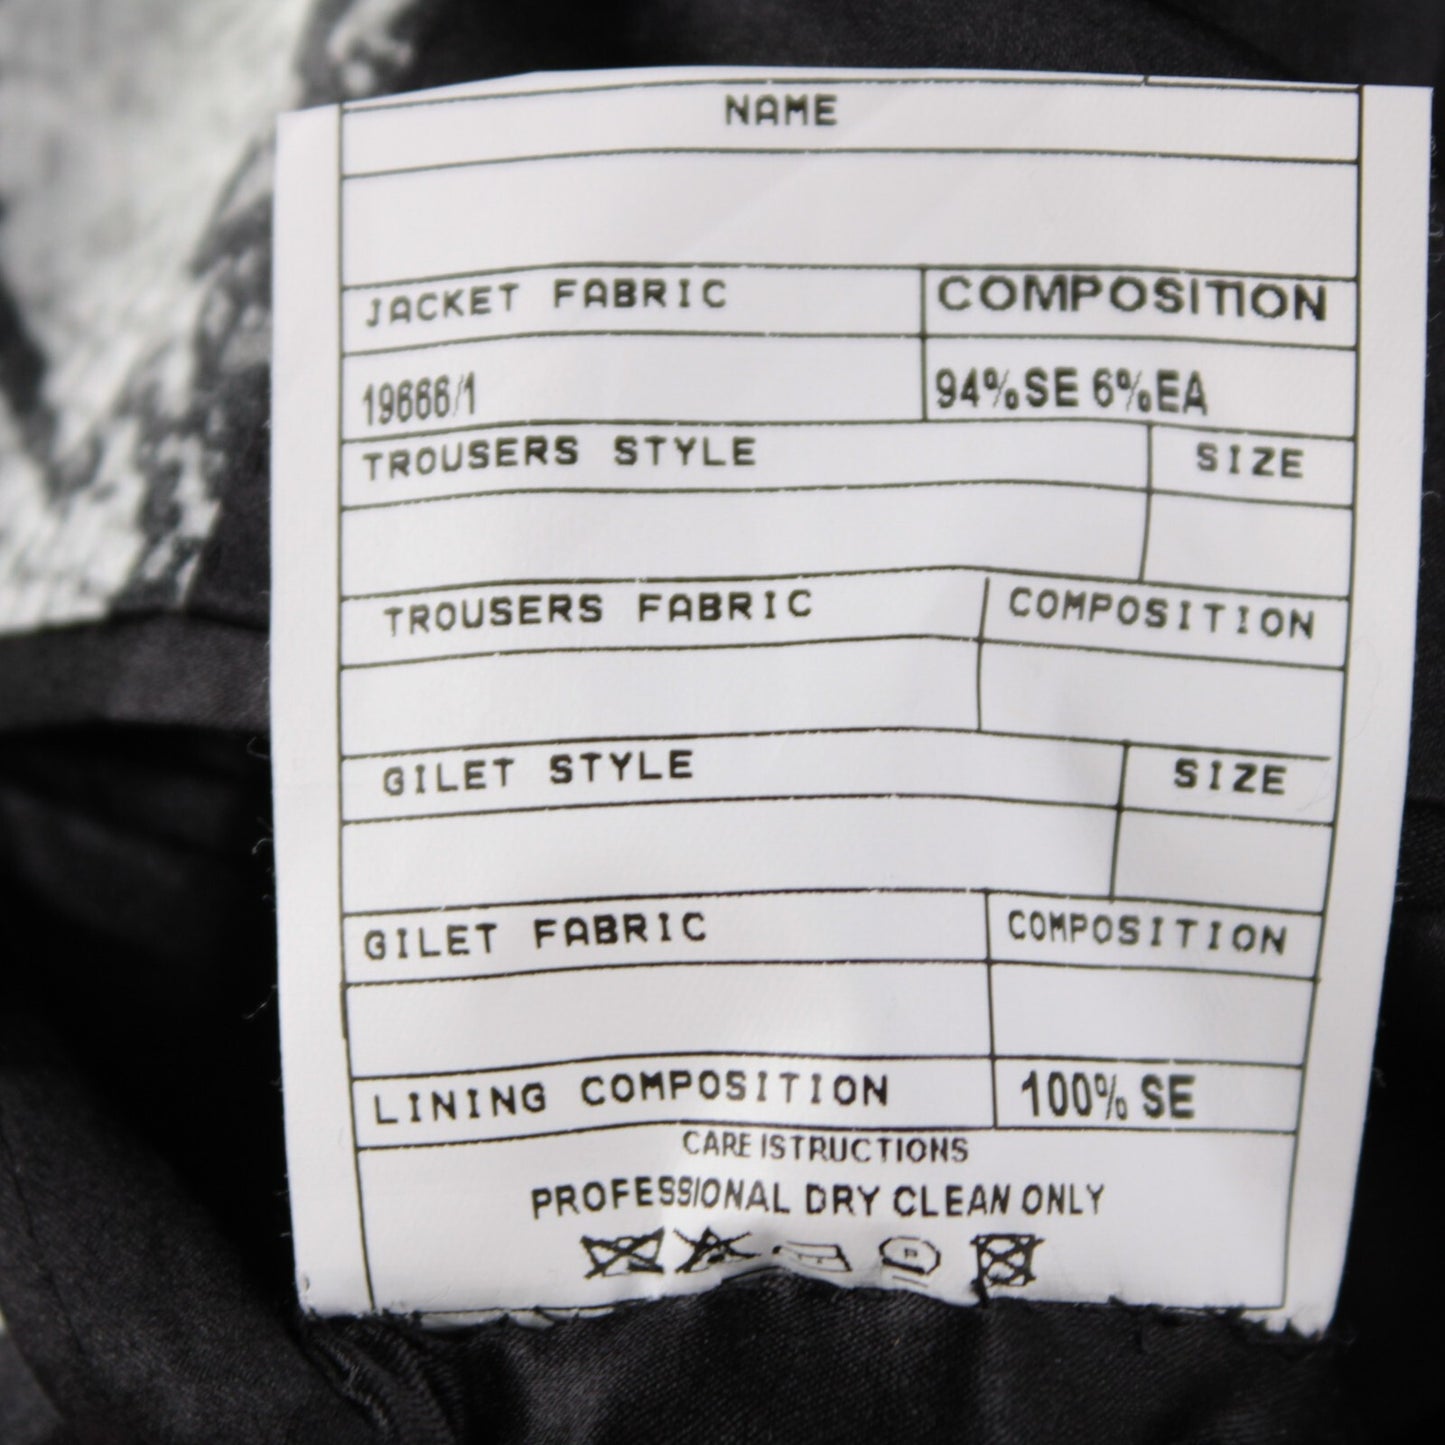 NAME
JACKET FABRIC COMPOSITION
19666/1 94%SE 6%EA
TROUSERS STYLE SIZE
TROUSERS FABRIC COMPOSITION
GILET STYLE SIZE
GILET FABRIC COMPOSITION
LINING COMPOSITION 100% SE
CARE ISTRUCTIONS
PROFESSIONAL DRY CLEAN ONLY
P